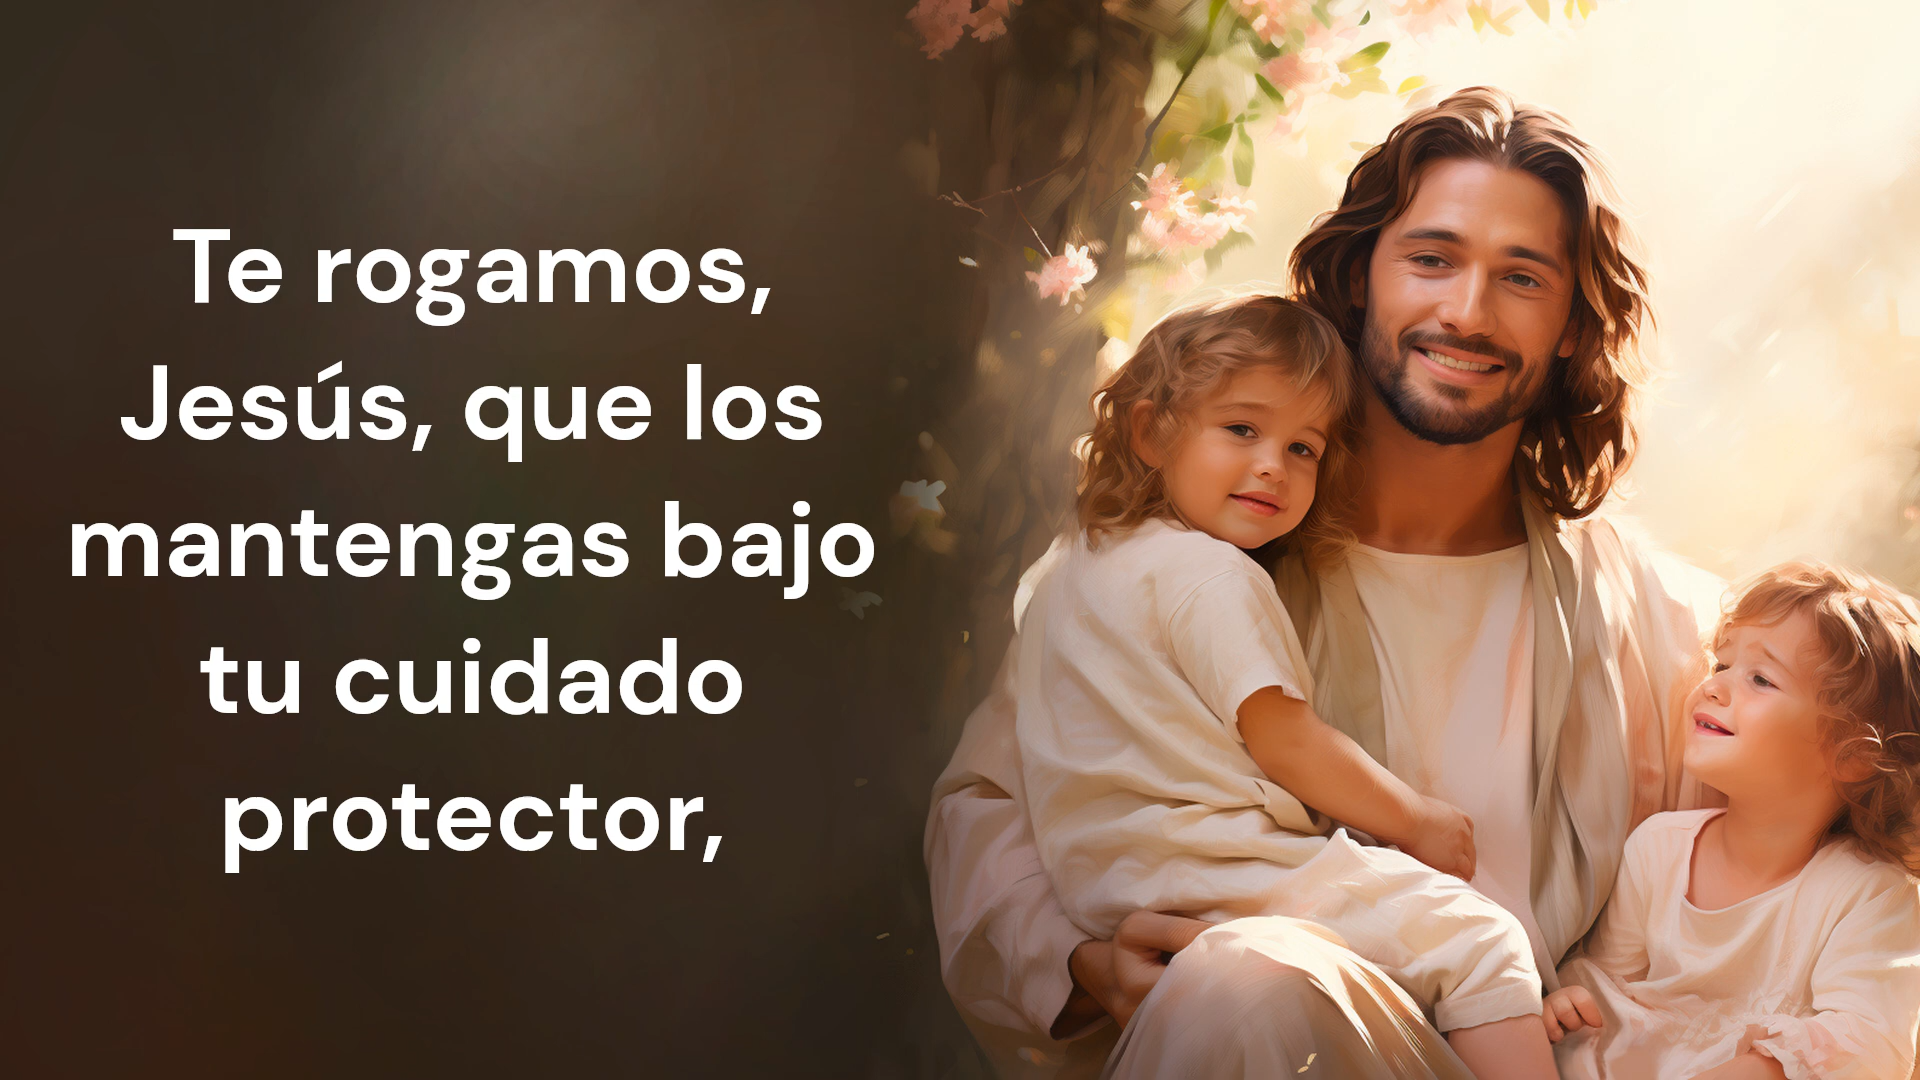 Te rogamos,
Jesús, que los
mantengas bajo
tu cuidado
protector,